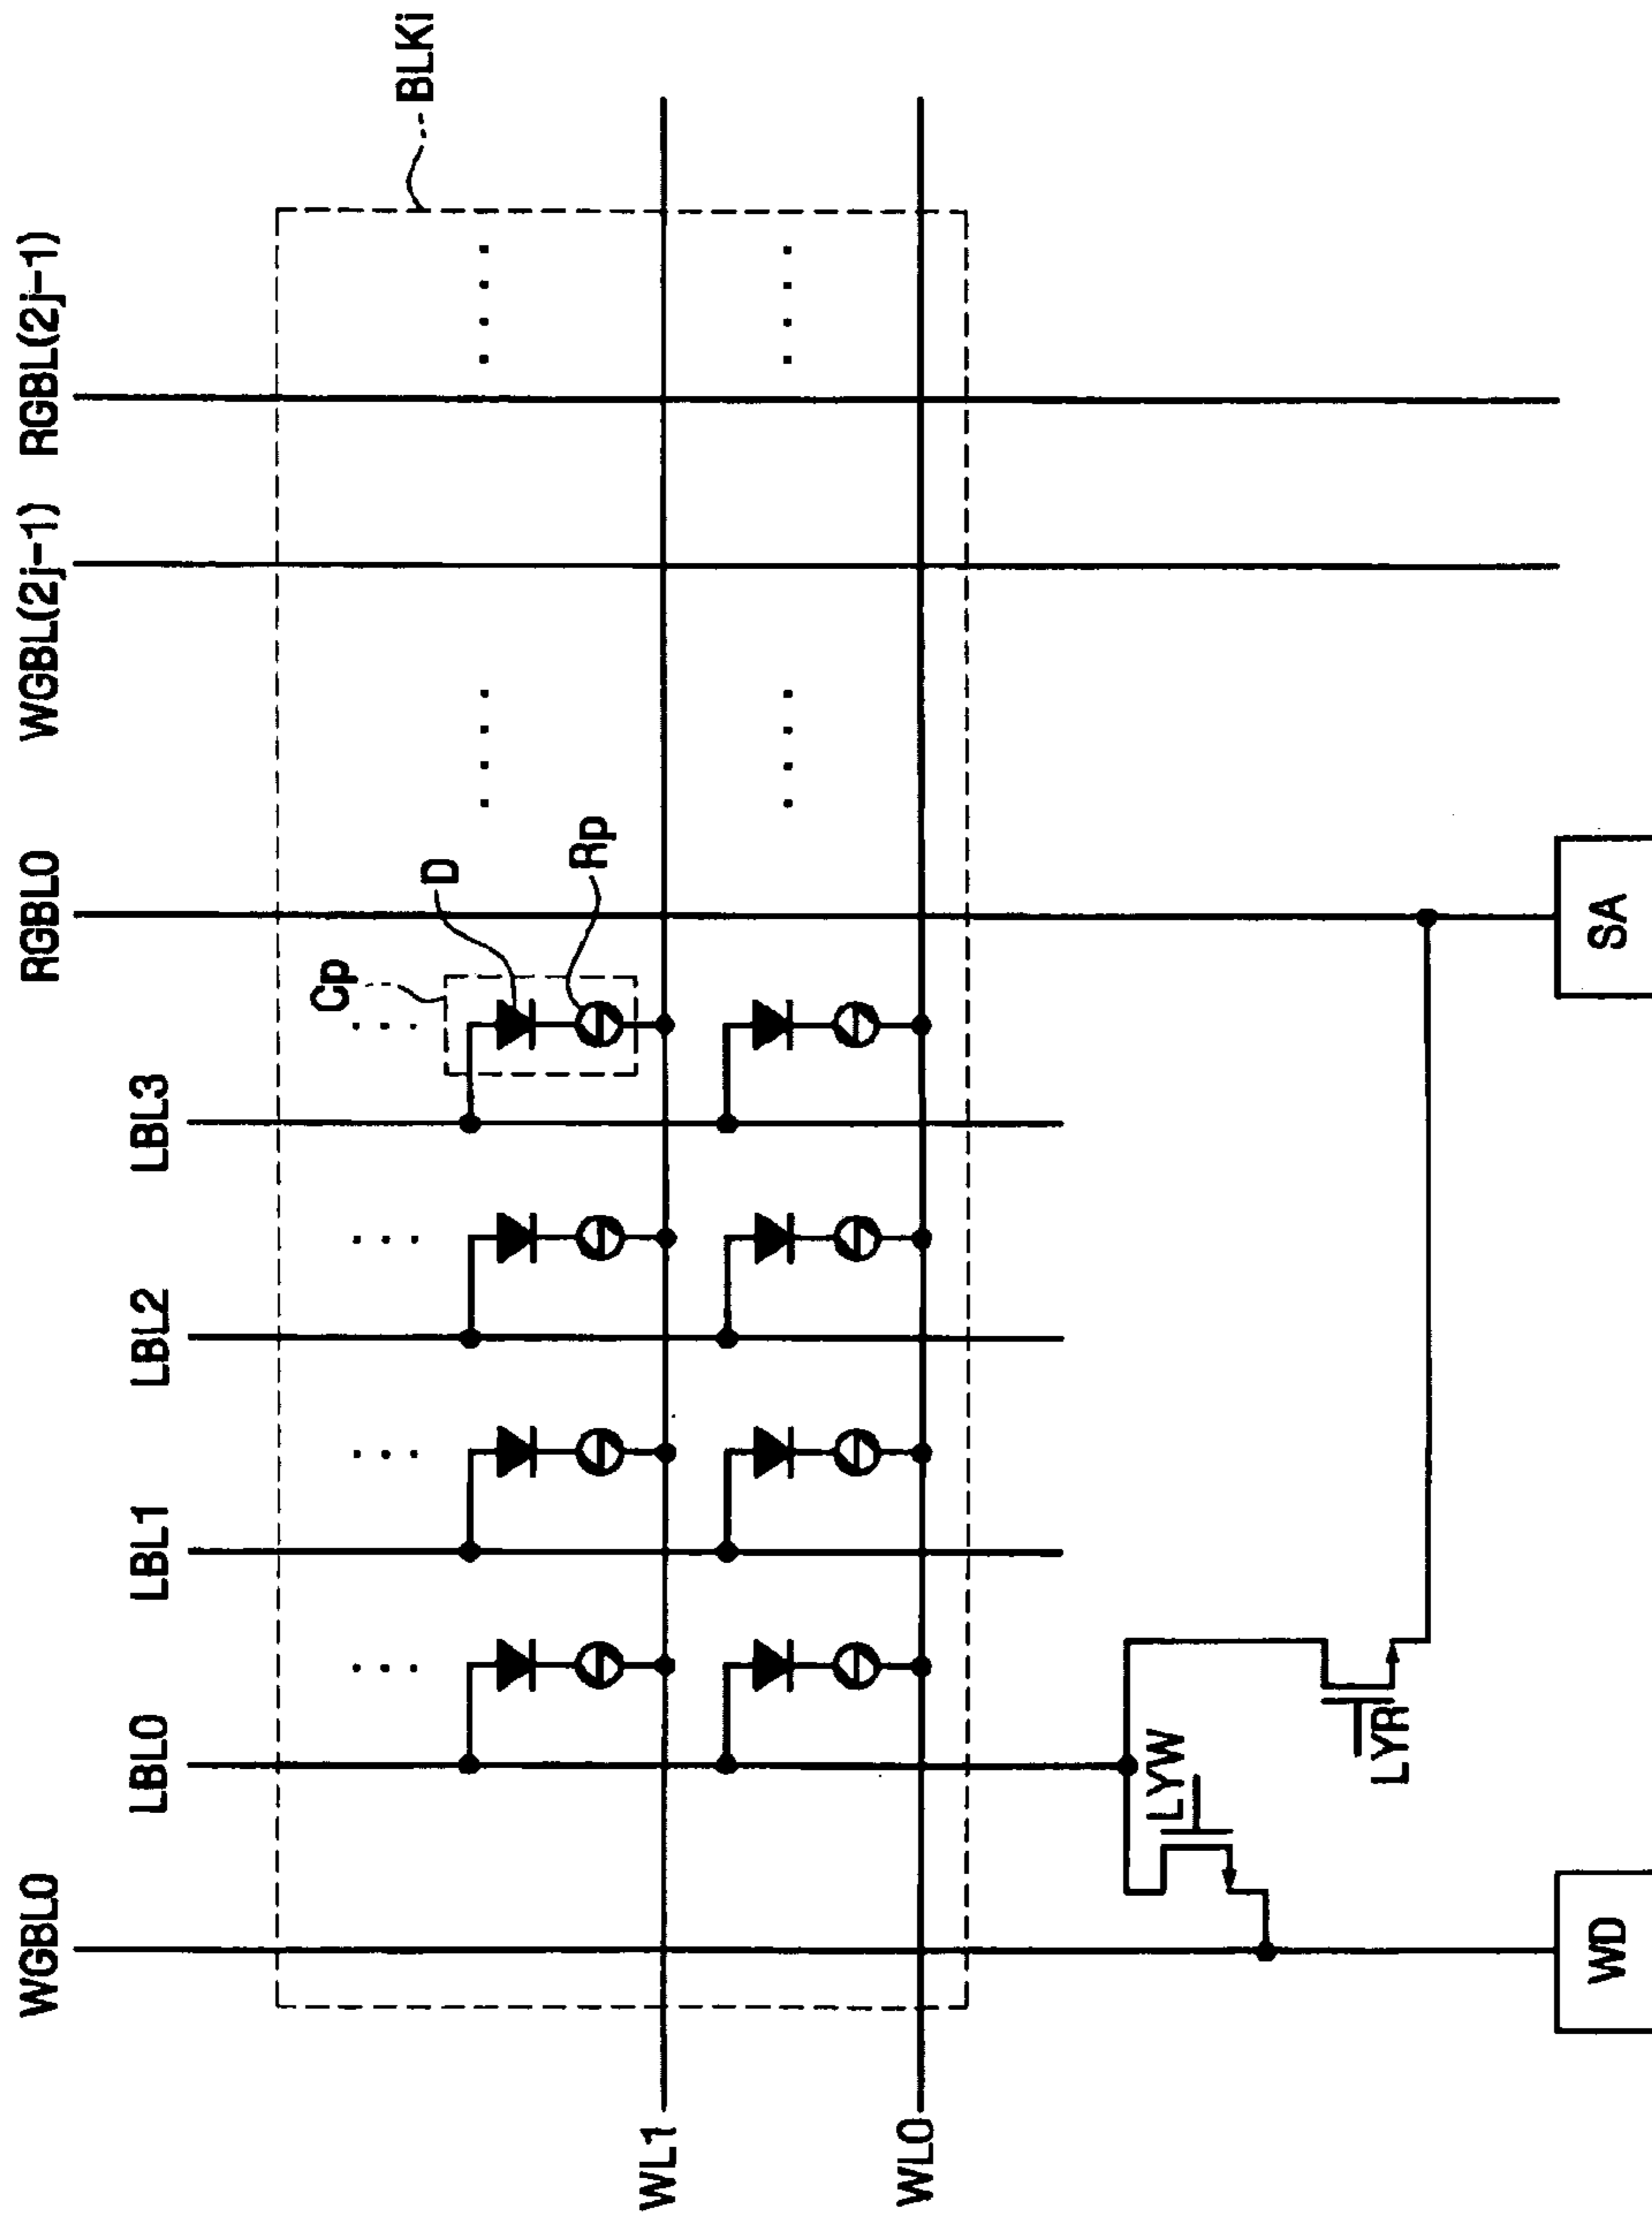 WGBL0 RGBL0 WGBL(2j-1) RGBL(2j-1)
LBL0 LBL1 LBL2 LBL3
BLKi
Cp
D
Rp
WL1
WL0
LYW
LYR
WD
SA